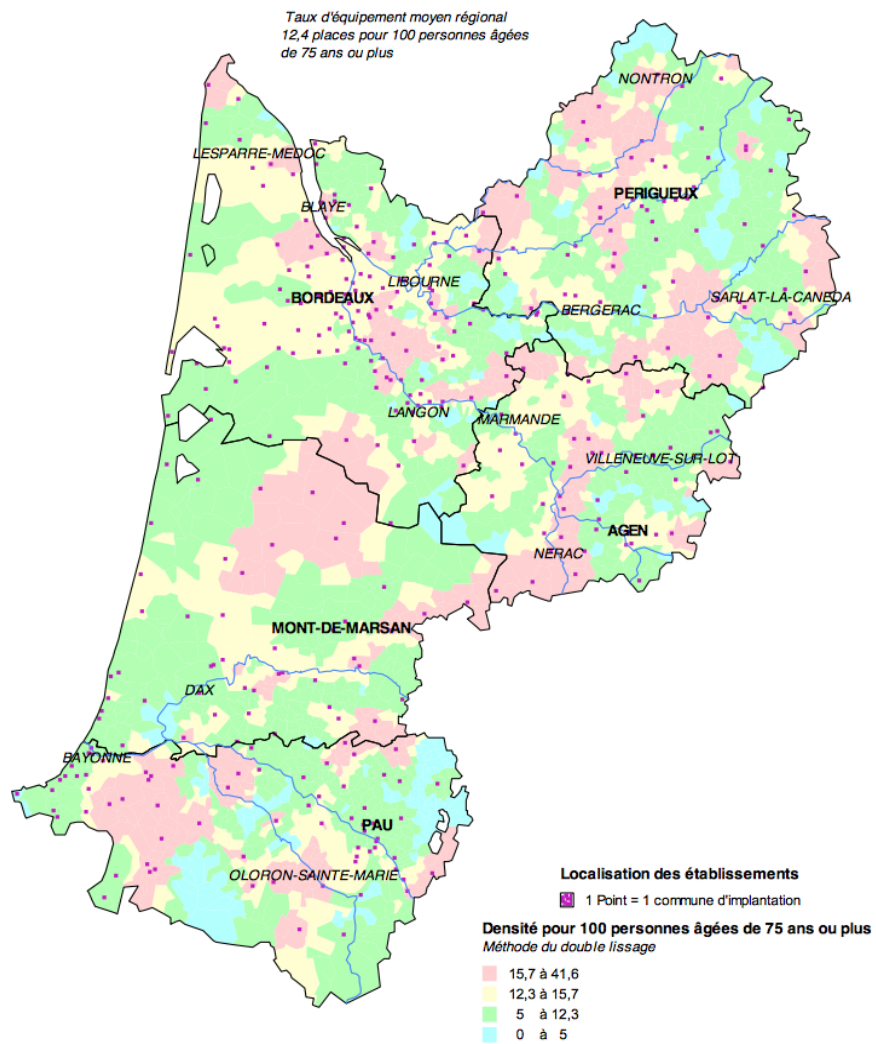 Taux d'équipement moyen régional
12,4 places pour 100 personnes âgées
de 75 ans ou plus
NONTRON
LESPARRE-MEDOC
PERIGUEUX
BLAYE
LIBOURNE
BORDEAUX
SARLAT-LA-CANEDA
BERGERAC
LANGON
MARMANDE
VILLENEUVE-SUR-LOT
AGEN
NERAC
MONT-DE-MARSAN
DAX
BAYONNE
PAU
OLORON-SAINTE-MARIE
Localisation des établissements
1 Point = 1 commune d'implantation
Densité pour 100 personnes âgées de 75 ans ou plus
Méthode du double lissage
15,7 à 41,6
12,3 à 15,7
5 à 12,3
0 à 5